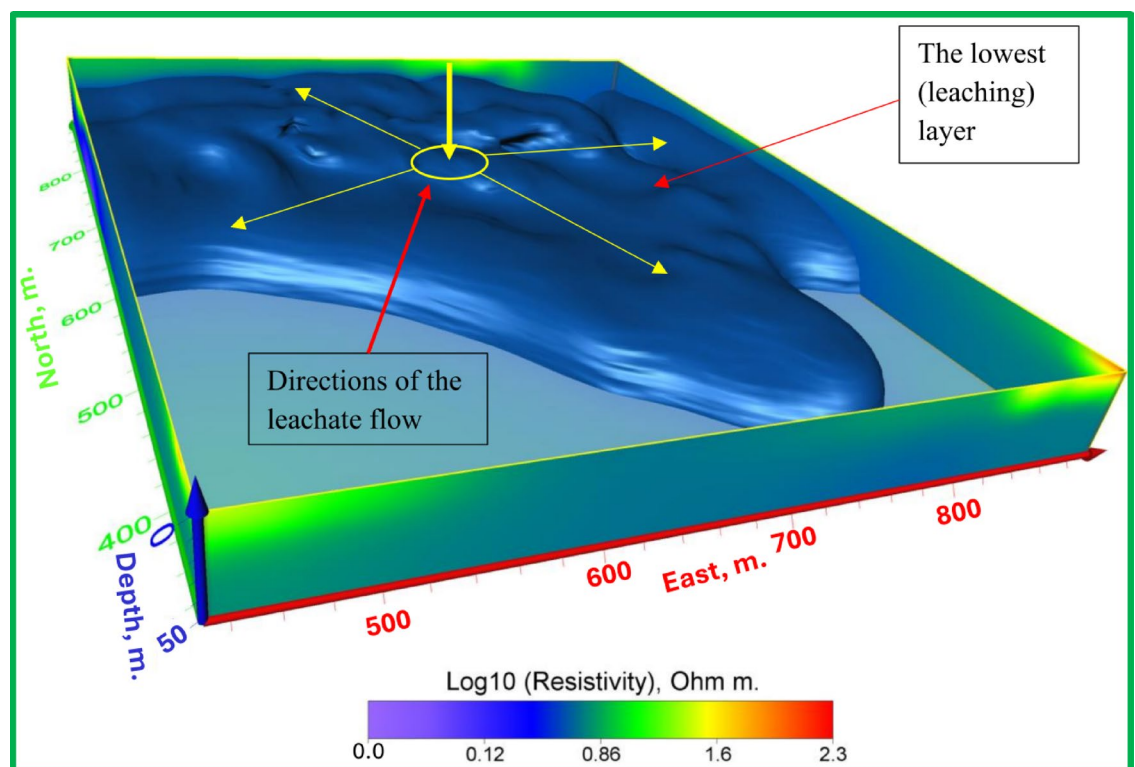 The lowest
(leaching)
layer
800
700
600
500
400
North, m.
Directions of the
leachate flow
0
50
Depth, m.
500
600
700
800
East, m.
Log10 (Resistivity), Ohm m.
0.0 0.12 0.86 1.6 2.3